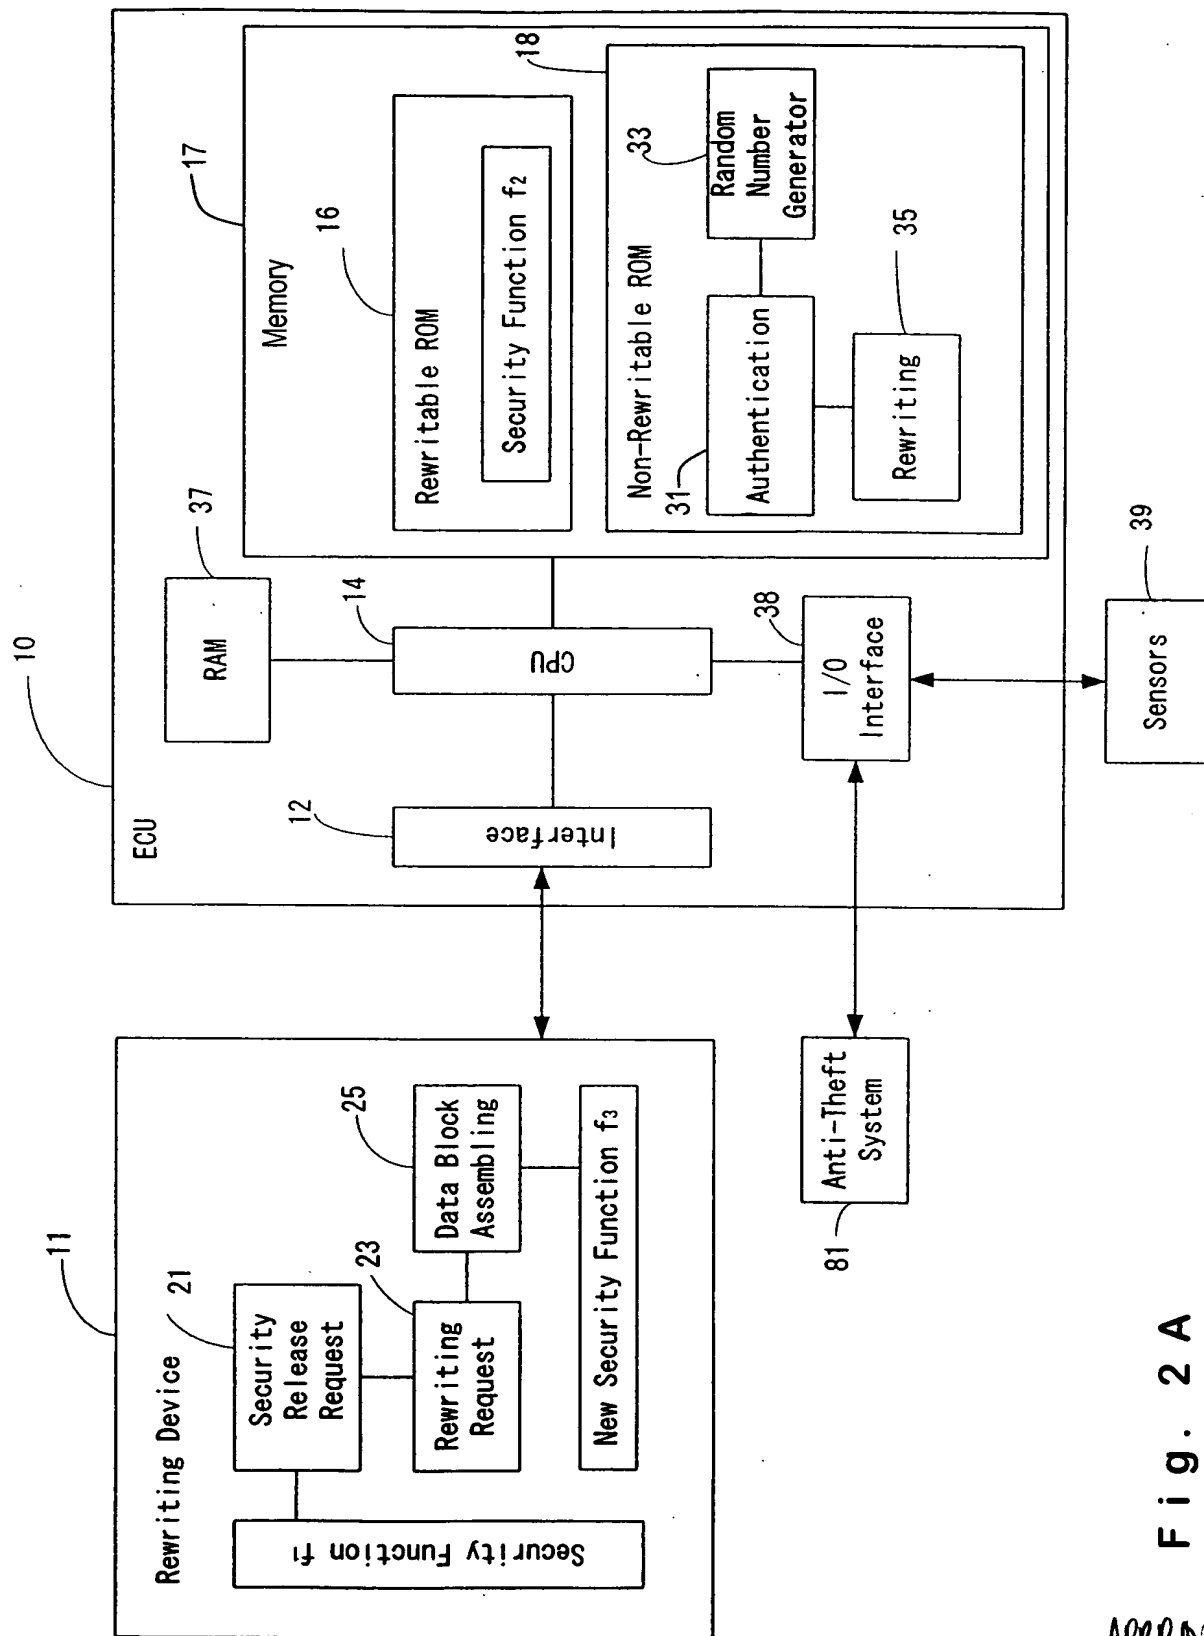 Rewriting Device
11
Security Function f1
21
Security
Release
Request
23
Rewriting
Request
25
Data Block
Assembling
New Security Function f3
ECU
10
12
Interface
14
CPU
37
RAM
17
Memory
16
Rewritable ROM
Security Function f2
18
Non-Rewritable ROM
31
Authentication
33
Random
Number
Generator
35
Rewriting
38
I/O
Interface
81
Anti-Theft
System
39
Sensors
Fig. 2A